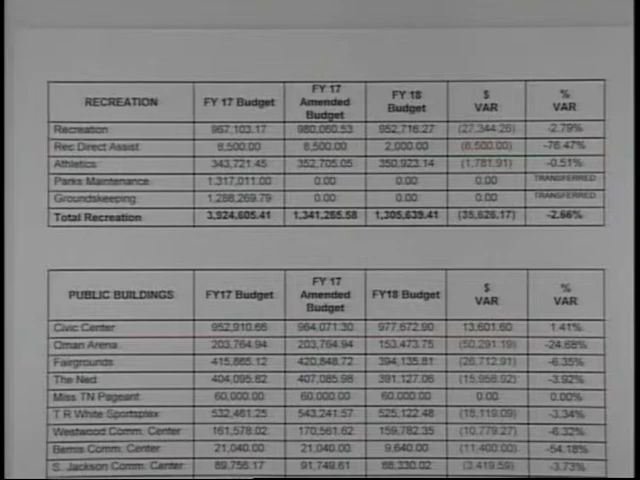 RECREATION FY 17 Budget FY 17 Amended Budget FY 18 Budget $ VAR % VAR
Recreation 967,103.17 980,060.53 952,716.27 (27,344.26) -2.79%
Rec Direct Assist 8,500.00 8,500.00 2,000.00 (6,500.00) -76.47%
Athletics 343,721.45 352,705.05 350,923.14 (1,781.91) -0.51%
Parks Maintenance 1,317,011.00 0.00 0.00 0.00 TRANSFERRED
Groundskeeping 1,288,269.79 0.00 0.00 0.00 TRANSFERRED
Total Recreation 3,924,605.41 1,341,265.58 1,305,639.41 (35,626.17) -2.66%
PUBLIC BUILDINGS FY17 Budget FY 17 Amended Budget FY18 Budget $ VAR % VAR
Civic Center 952,910.66 964,071.30 977,672.90 13,601.60 1.41%
Oman Arena 203,764.94 203,764.94 153,473.75 (50,291.19) -24.68%
Fairgrounds 415,865.12 420,848.72 394,135.81 (26,712.91) -6.35%
The Ned 404,095.62 407,085.98 391,127.06 (15,958.92) -3.92%
Miss TN Pageant 60,000.00 60,000.00 60,000.00 0.00 0.00%
T R White Sportsplex 532,461.25 543,241.57 525,122.48 (18,119.09) -3.34%
Westwood Comm. Center 161,578.02 170,561.62 159,782.35 (10,779.27) -6.32%
Bemis Comm. Center 21,040.00 21,040.00 9,640.00 (11,400.00) -54.18%
S. Jackson Comm. Center 89,756.17 91,749.61 88,330.02 (3,419.59) -3.73%